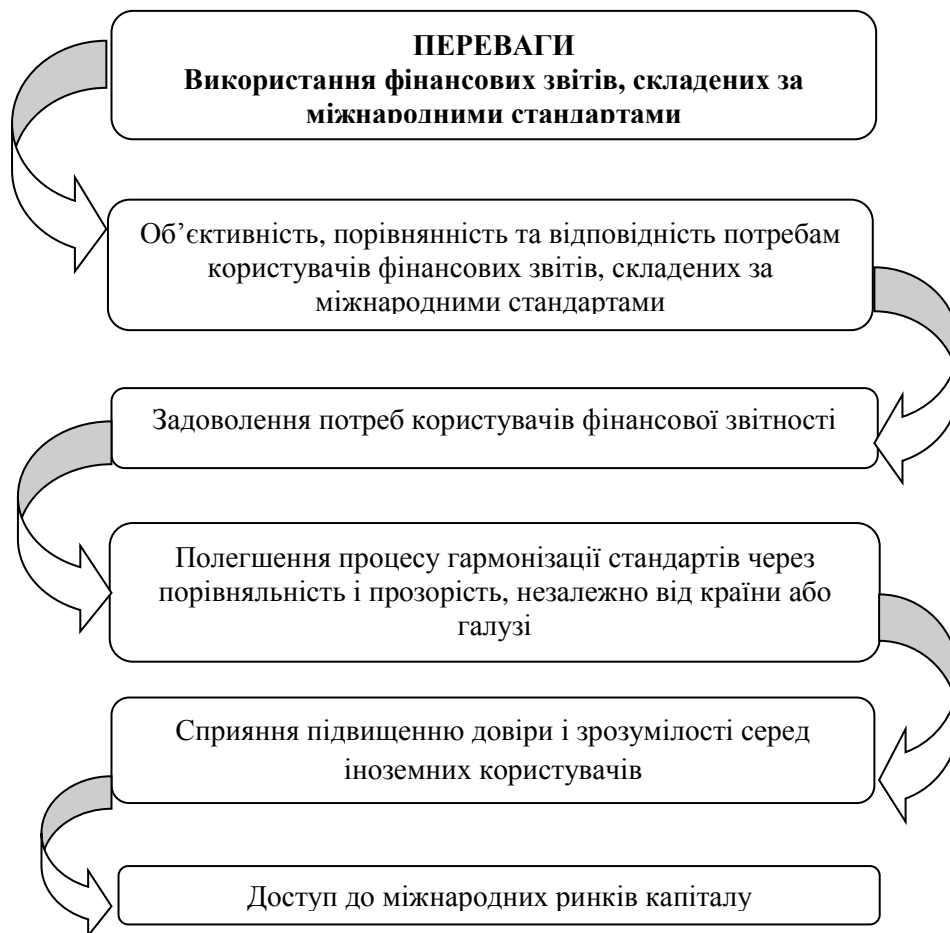 ПЕРЕВАГИ
Використання фінансових звітів, складених за
міжнародними стандартами
Об’єктивність, порівнянність та відповідність потребам
користувачів фінансових звітів, складених за
міжнародними стандартами
Задоволення потреб користувачів фінансової звітності
Полегшення процесу гармонізації стандартів через
порівняльність і прозорість, незалежно від країни або
галузі
Сприяння підвищенню довіри і зрозумілості серед
іноземних користувачів
Доступ до міжнародних ринків капіталу